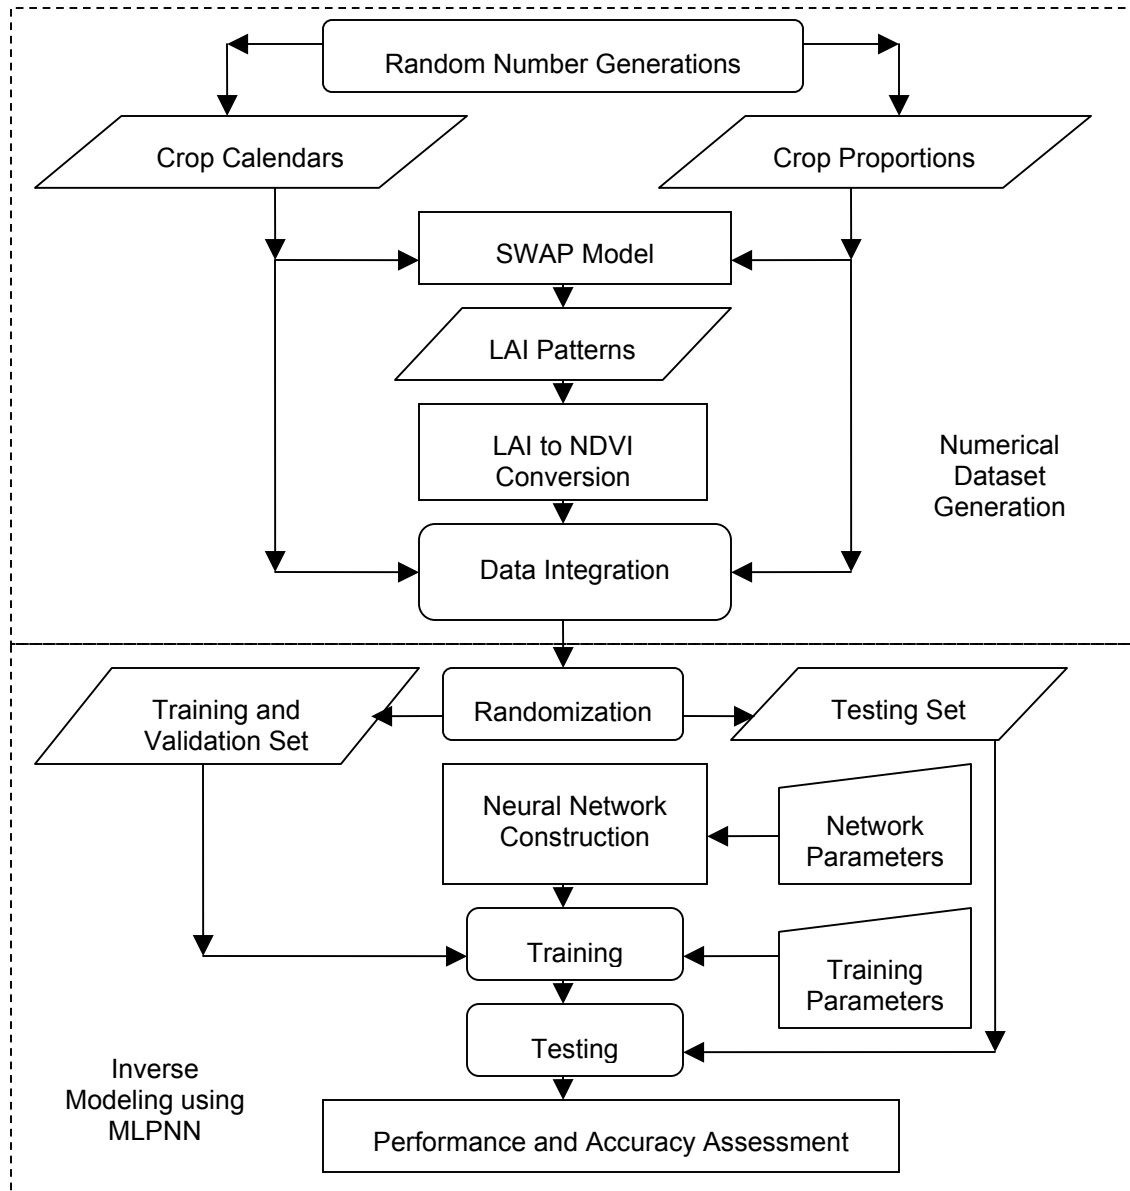 Random Number Generations
Crop Calendars
Crop Proportions
SWAP Model
LAI Patterns
LAI to NDVI
Conversion
Numerical
Dataset
Generation
Data Integration
Training and
Validation Set
Randomization
Testing Set
Neural Network
Construction
Network
Parameters
Training
Training
Parameters
Testing
Inverse
Modeling using
MLPNN
Performance and Accuracy Assessment